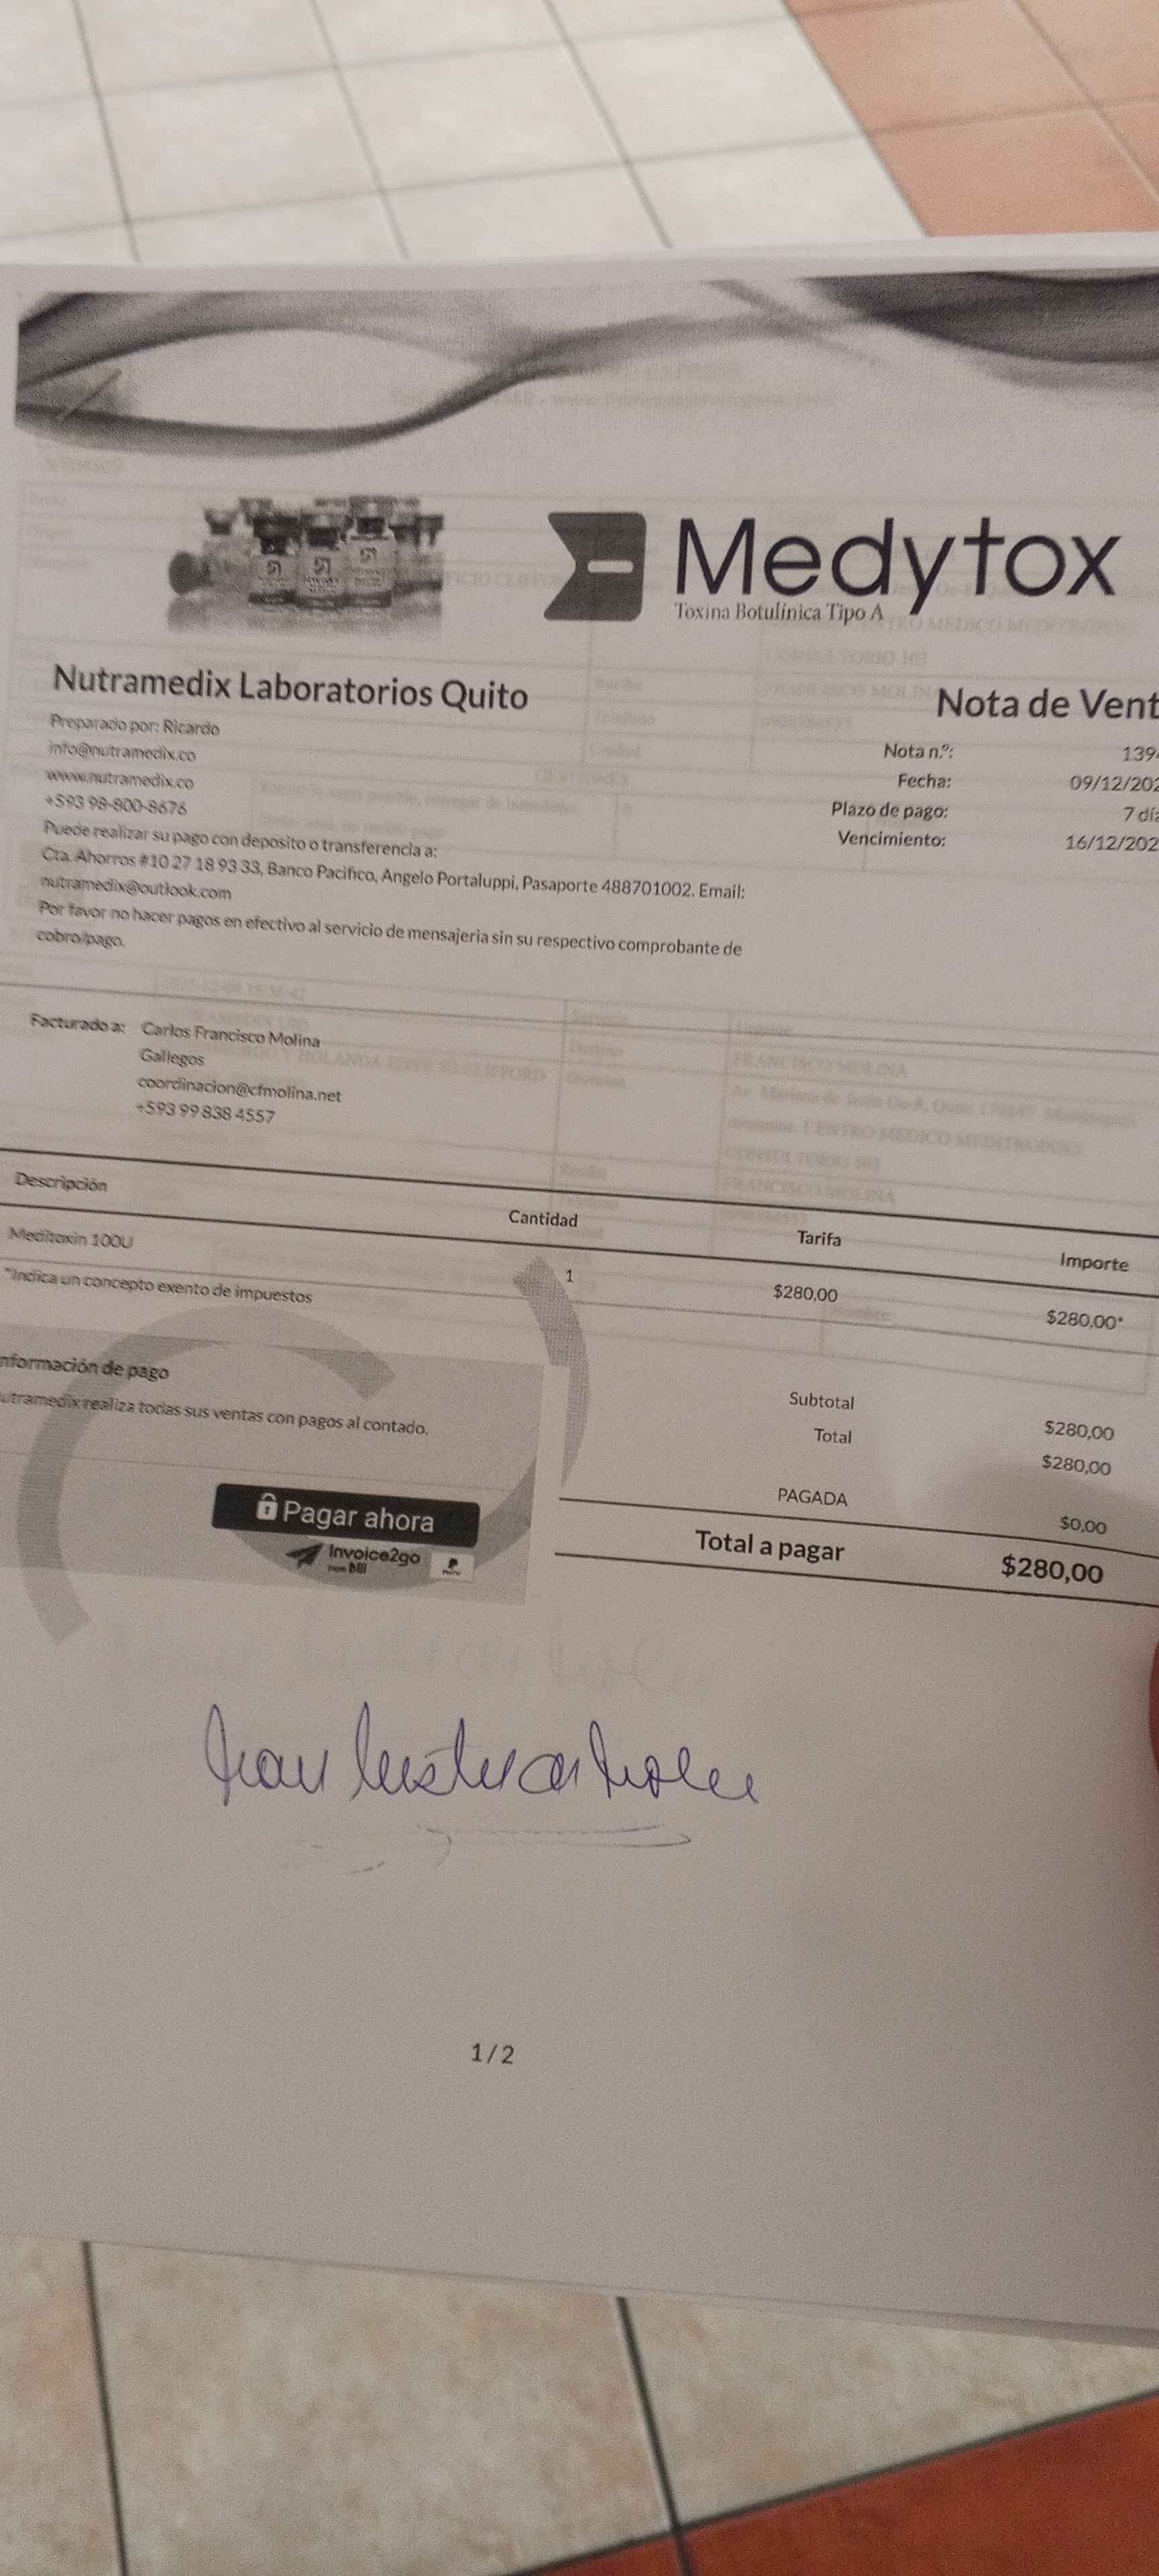 Medytox
Toxina Botulínica Tipo A
Nutramedix Laboratorios Quito
Preparado por: Ricardo
info@nutramedix.co
www.nutramedix.co
+593 98-800-8676
Puede realizar su pago con deposito o transferencia a:
Cta. Ahorros #10 27 18 93 33, Banco Pacifico, Angelo Portaluppi, Pasaporte 488701002. Email:
nutramedix@outlook.com
Por favor no hacer pagos en efectivo al servicio de mensajeria sin su respectivo comprobante de
cobro/pago.
Nota de Vent
Nota n.º: 139
Fecha: 09/12/202
Plazo de pago: 7 día
Vencimiento: 16/12/202
Facturado a: Carlos Francisco Molina
Gallegos
coordinacion@cfmolina.net
+593 99 838 4557
Descripción Cantidad Tarifa Importe
Meditoxin 100U 1 $280,00 $280,00*
*Indica un concepto exento de impuestos
nformación de pago
utramedix realiza todas sus ventas con pagos al contado.
Pagar ahora
Invoice2go
from Bill
PayPal
Subtotal $280,00
Total $280,00
PAGADA $0,00
Total a pagar $280,00
1 / 2